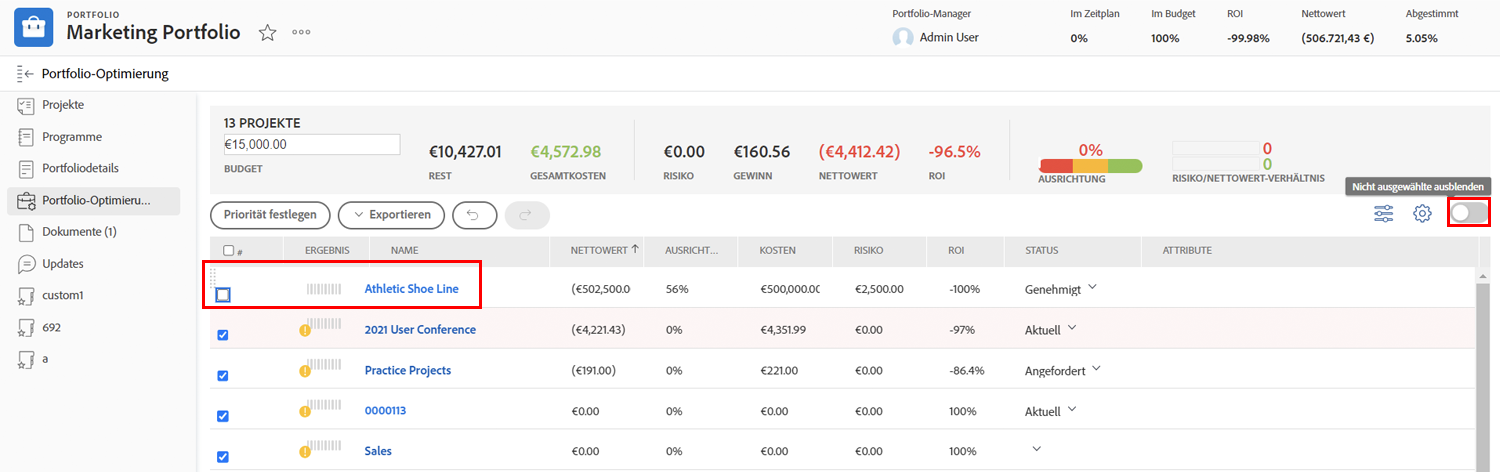 PORTFOLIO
Marketing Portfolio
Portfolio-Manager
Admin User
Im Zeitplan
0%
Im Budget
100%
ROI
-99.98%
Nettowert
(506.721,43 €)
Abgestimmt
5.05%
Portfolio-Optimierung
Projekte
Programme
Portfoliodetails
Portfolio-Optimieru...
Dokumente (1)
Updates
custom1
692
a
13 PROJEKTE
€15,000.00
BUDGET
€10,427.01
REST
€4,572.98
GESAMTKOSTEN
€0.00
RISIKO
€160.56
GEWINN
(€4,412.42)
NETTOWERT
-96.5%
ROI
0%
AUSRICHTUNG
0
0
RISIKO/NETTOWERT-VERHÄLTNIS
Nicht ausgewählte ausblenden
Priorität festlegen
Exportieren
# ERGEBNIS NAME NETTOWERT AUSRICHT... KOSTEN RISIKO ROI STATUS ATTRIBUTE
Athletic Shoe Line (€502,500.0 56% €500,000.0 €2,500.00 -100% Genehmigt
2021 User Conference (€4,221.43) 0% €4,351.99 €0.00 -97% Aktuell
Practice Projects (€191.00) 0% €221.00 €0.00 -86.4% Angefordert
0000113 €0.00 0% €0.00 €0.00 100% Aktuell
Sales €0.00 0% €0.00 €0.00 100%